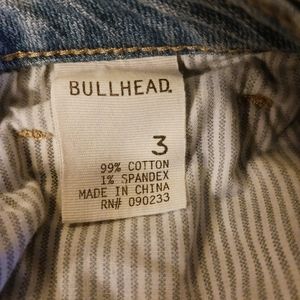 BULLHEAD.
3
99% COTTON
1% SPANDEX
MADE IN CHINA
RN# 090233